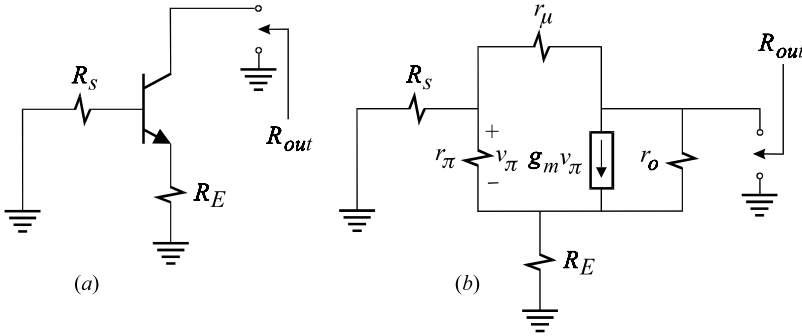 R_s
R_out
R_E
(a)
r_μ
R_s
R_out
+
r_π
v_π
g_m v_π
r_o
−
R_E
(b)